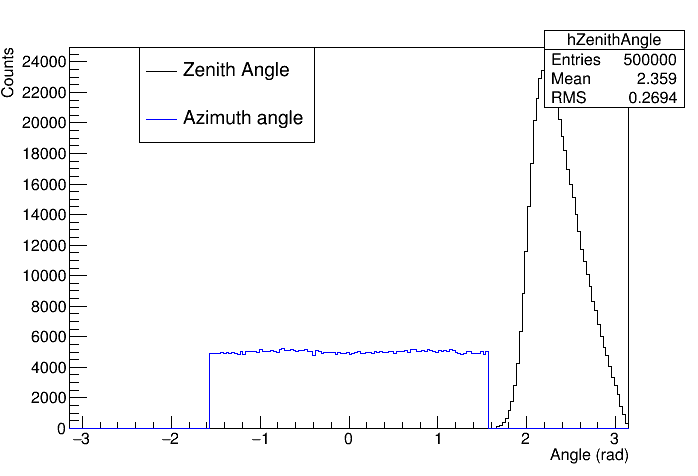 hZenithAngle
Entries 500000
Mean 2.359
RMS 0.2694
Counts
Zenith Angle
Azimuth angle
24000
22000
20000
18000
16000
14000
12000
10000
8000
6000
4000
2000
0
−3 −2 −1 0 1 2 3
Angle (rad)